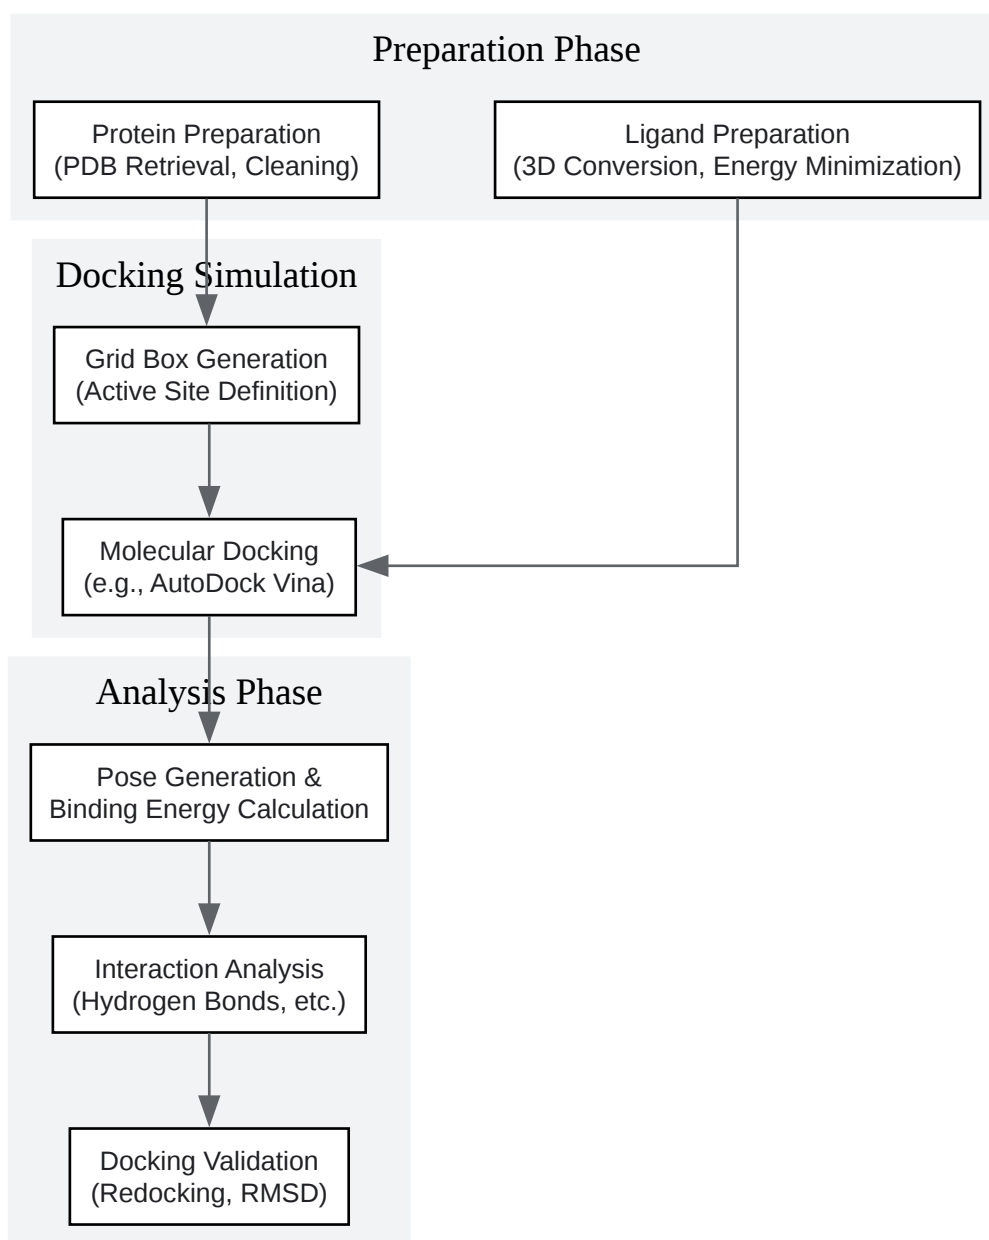 Preparation Phase
Protein Preparation
(PDB Retrieval, Cleaning)
Ligand Preparation
(3D Conversion, Energy Minimization)
Docking Simulation
Grid Box Generation
(Active Site Definition)
Molecular Docking
(e.g., AutoDock Vina)
Analysis Phase
Pose Generation &
Binding Energy Calculation
Interaction Analysis
(Hydrogen Bonds, etc.)
Docking Validation
(Redocking, RMSD)